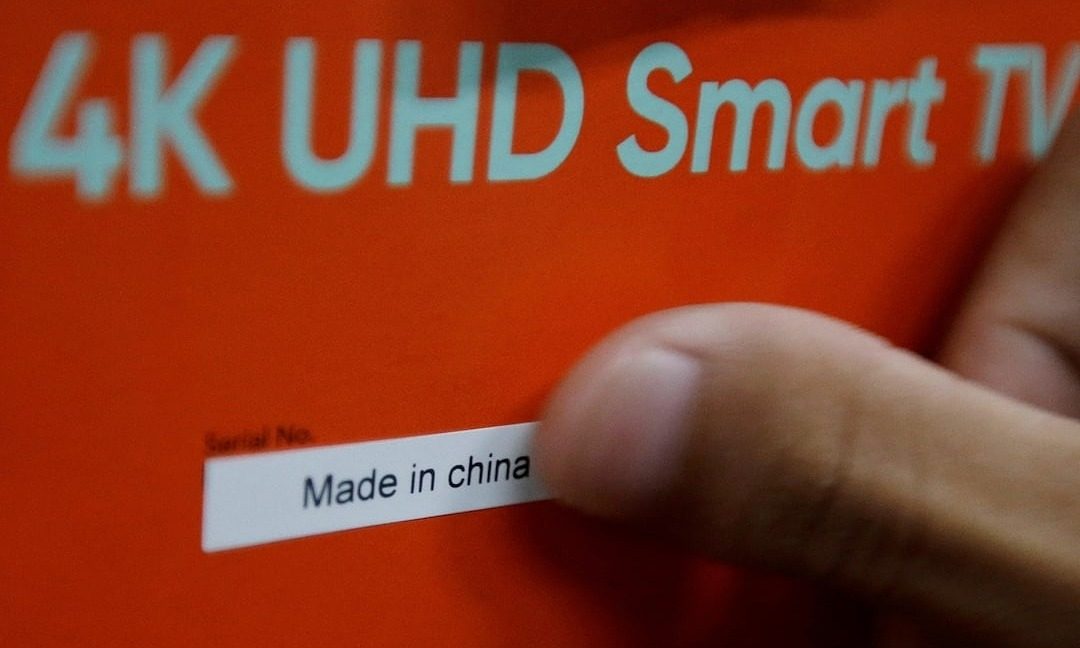 4K UHD Smart TV
Serial No.
Made in china